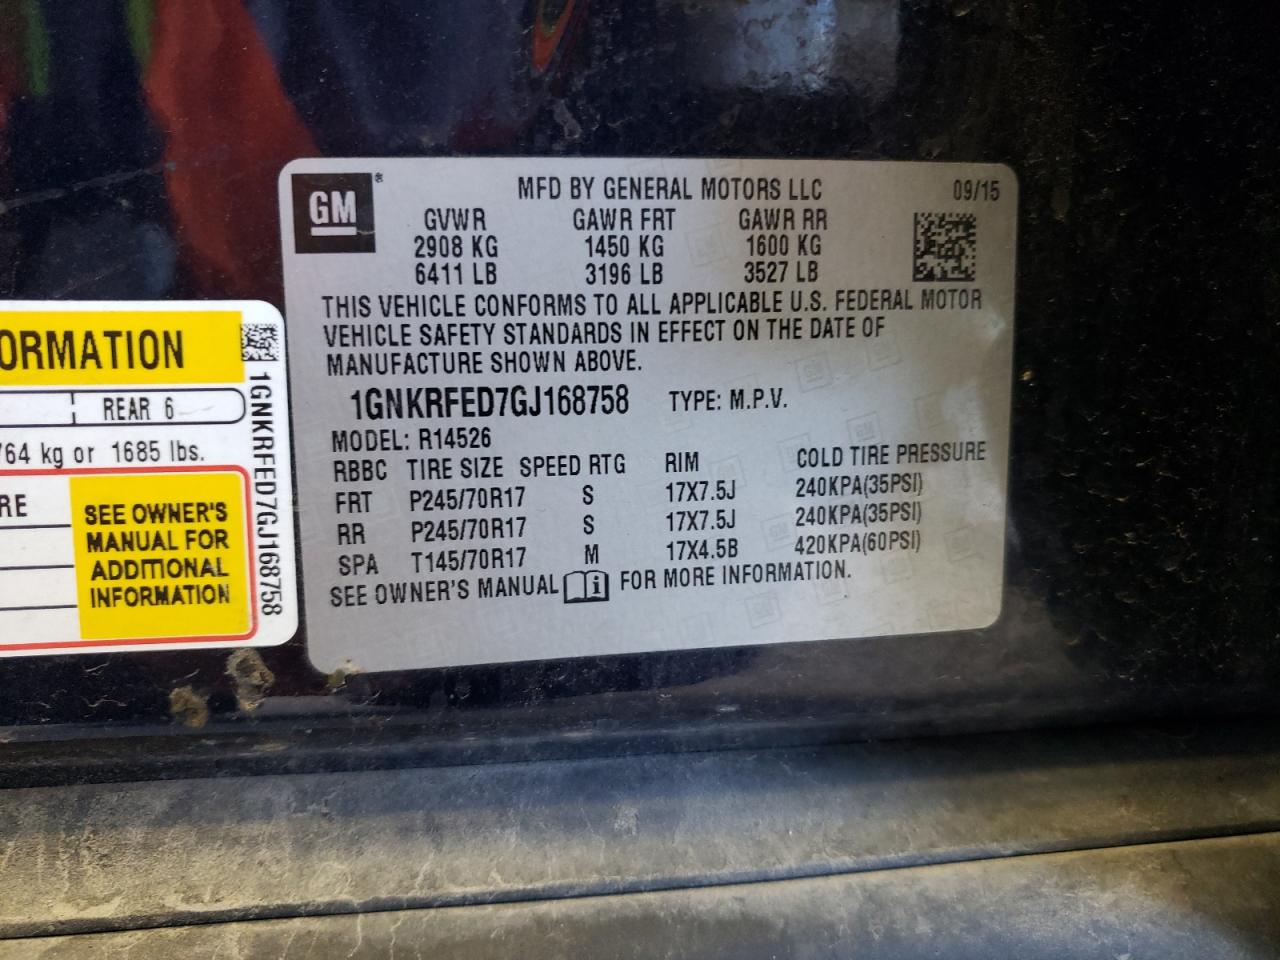 GM®
MFD BY GENERAL MOTORS LLC 09/15
GVWR GAWR FRT GAWR RR
2908 KG 1450 KG 1600 KG
6411 LB 3196 LB 3527 LB
THIS VEHICLE CONFORMS TO ALL APPLICABLE U.S. FEDERAL MOTOR
VEHICLE SAFETY STANDARDS IN EFFECT ON THE DATE OF
MANUFACTURE SHOWN ABOVE.
1GNKRFED7GJ168758 TYPE: M.P.V.
MODEL: R14526
RBBC TIRE SIZE SPEED RTG RIM COLD TIRE PRESSURE
FRT P245/70R17 S 17X7.5J 240KPA(35PSI)
RR P245/70R17 S 17X7.5J 240KPA(35PSI)
SPA T145/70R17 M 17X4.5B 420KPA(60PSI)
SEE OWNER'S MANUAL FOR MORE INFORMATION.
ORMATION
REAR 6
764 kg or 1685 lbs.
RE
SEE OWNER'S
MANUAL FOR
ADDITIONAL
INFORMATION
1GNKRFED7GJ168758